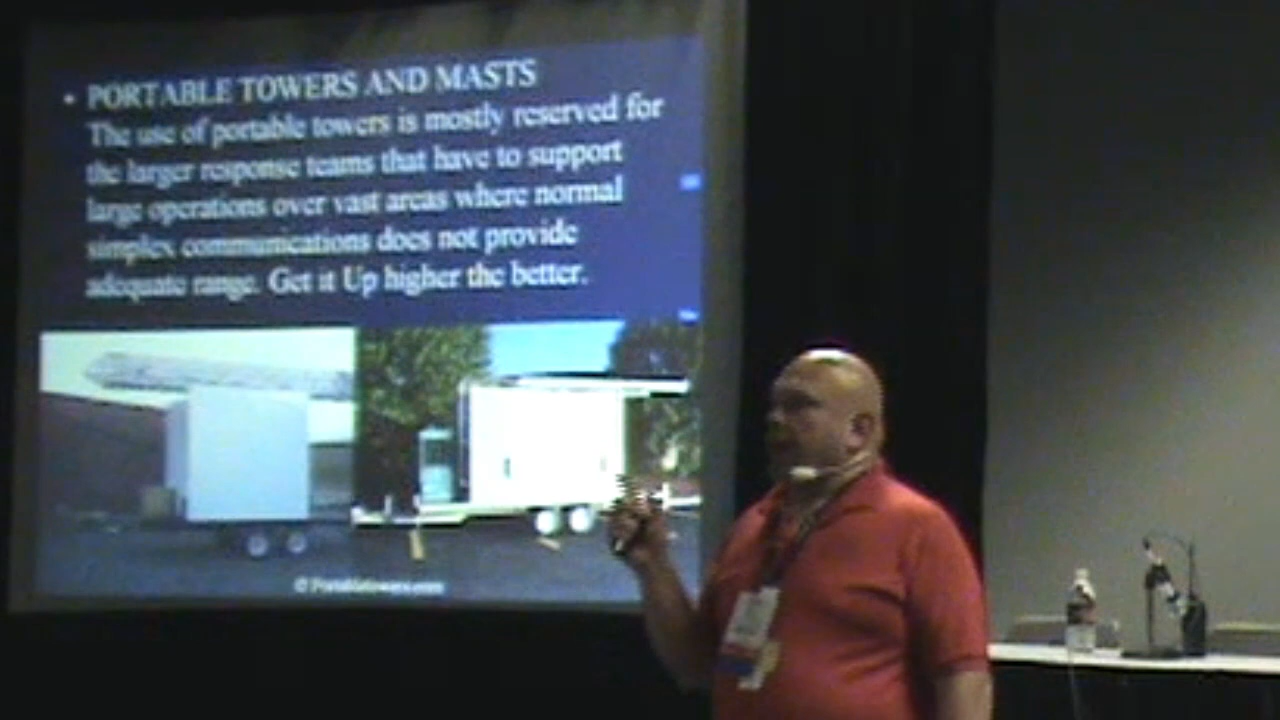 • PORTABLE TOWERS AND MASTS
The use of portable towers is mostly reserved for
the larger response teams that have to support
large operations over vast areas where normal
simplex communications does not provide
adequate range. Get it Up higher the better.
© Portabletowers.com